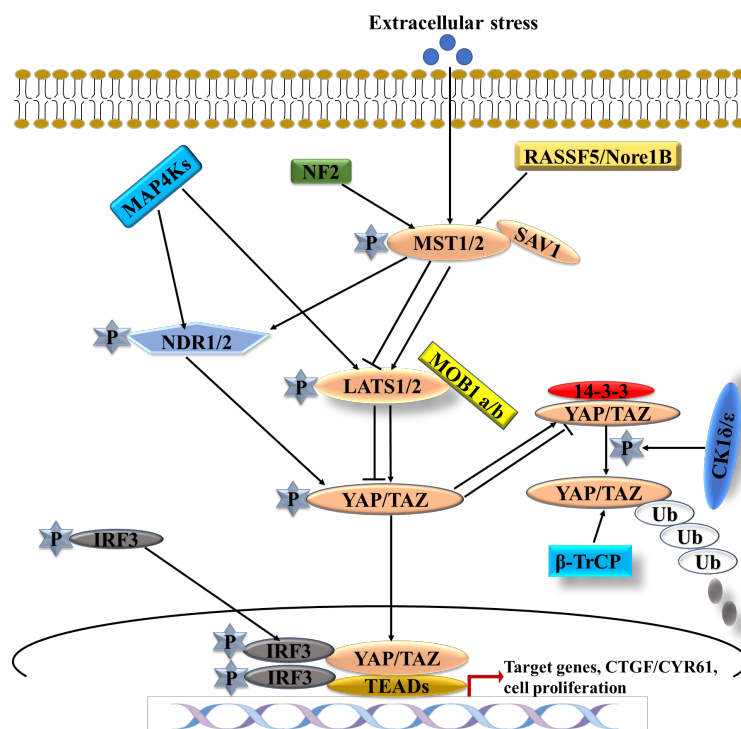 Extracellular stress
MAP4Ks
NF2
RASSF5/Nore1B
P
MST1/2
SAV1
P
NDR1/2
P
LATS1/2
MOB1 a/b
14-3-3
YAP/TAZ
P
CK1δ/ε
P
YAP/TAZ
YAP/TAZ
Ub
Ub
Ub
β-TrCP
P
IRF3
P
IRF3
YAP/TAZ
P
IRF3
TEADs
Target genes, CTGF/CYR61,
cell proliferation